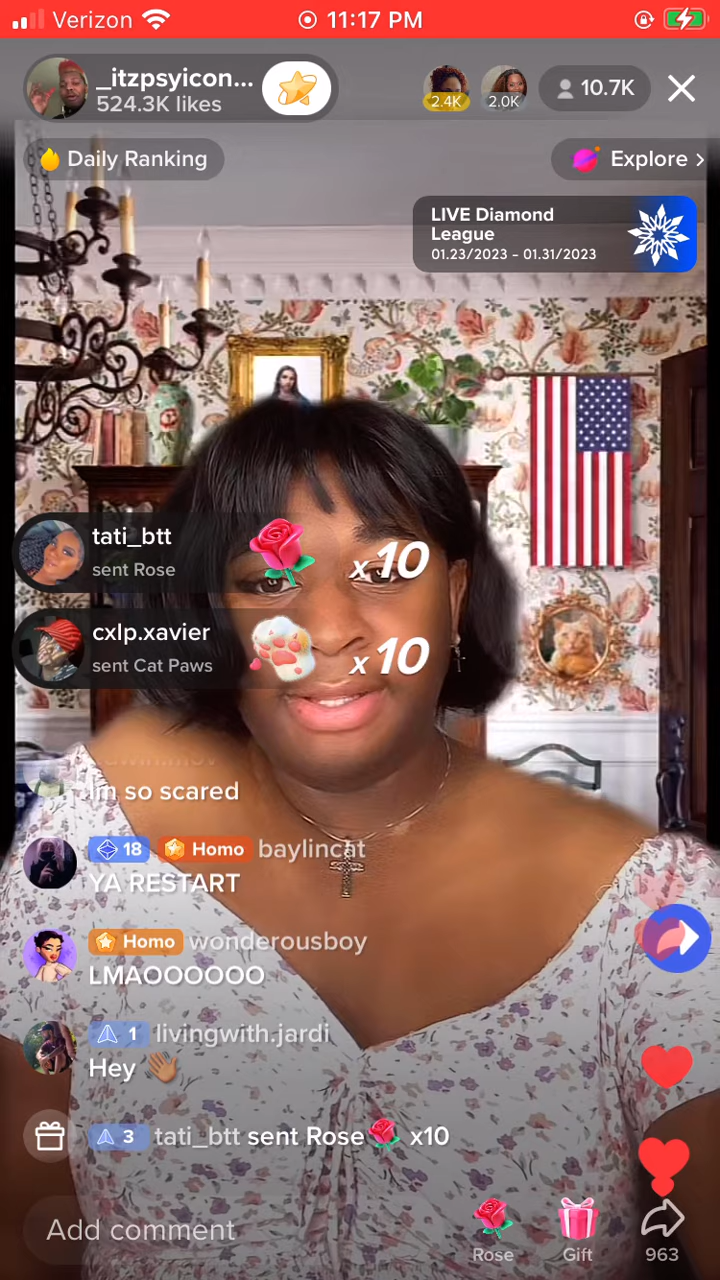 Verizon
11:17 PM
_itzpsyicon...
524.3K likes
2.4K
2.0K
10.7K
Daily Ranking
Explore >
LIVE Diamond
League
01.23/2023 - 01.31/2023
tati_btt
sent Rose
x10
cxlp.xavier
sent Cat Paws
x10
im so scared
18 Homo baylincat
YA RESTART
Homo wonderousboy
LMAOOOOOO
1 livingwith.jardi
Hey 👋🏽
3 tati_btt sent Rose🌹 x10
Add comment
Rose
Gift
963